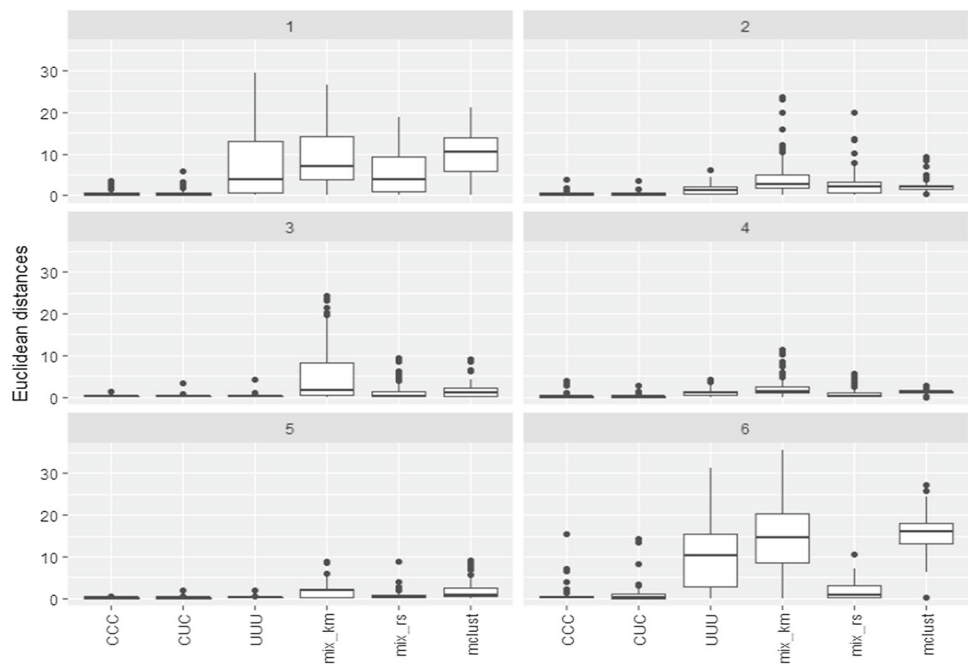 1
2
30
20
10
0
3
4
Euclidean distances
30
20
10
0
5
6
30
20
10
0
CCC
CUC
UUU
mix_km
mix_rs
mclust
CCC
CUC
UUU
mix_km
mix_rs
mclust